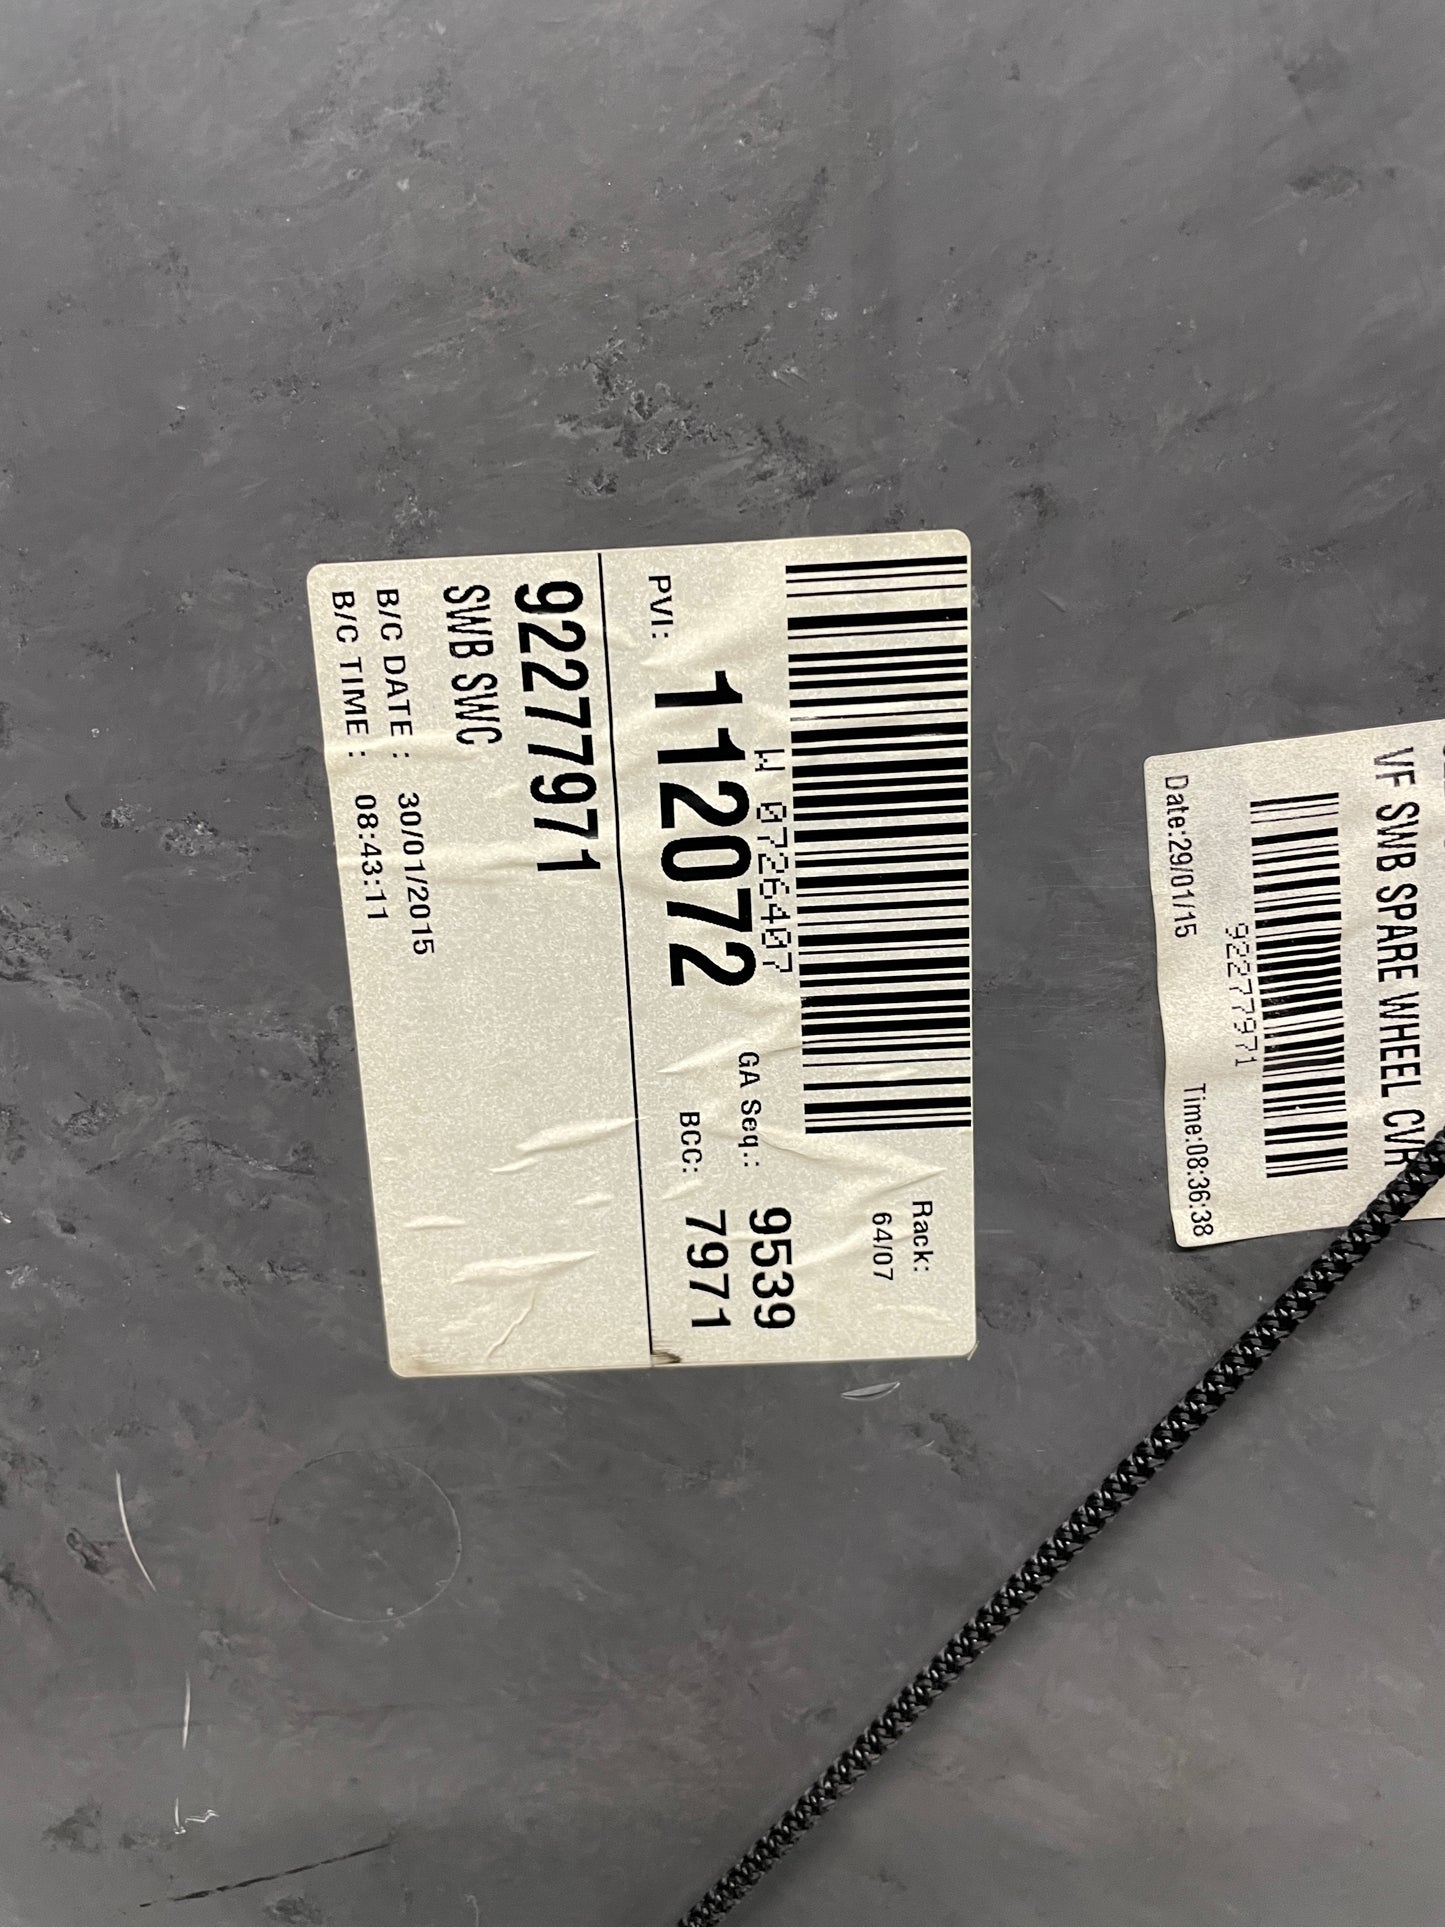 Rack:
64/07
W 0726407
GA Seq.: 9539
PVI: 112072
BCC: 7971
92277971
SWB SWC
B/C DATE : 30/01/2015
B/C TIME : 08:43:11
VF SWB SPARE WHEEL CVR
92277971
Date:29/01/15 Time:08:36:38